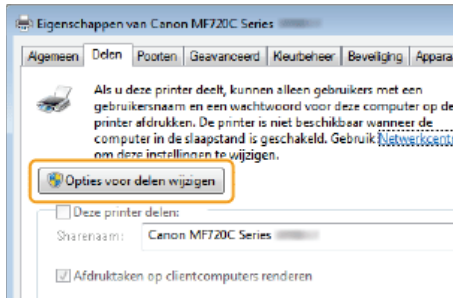 Eigenschappen van Canon MF720C Series
Algemeen Delen Poorten Geavanceerd Kleurbeheer Beveiliging Appara
Als u deze printer deelt, kunnen alleen gebruikers met een
gebruikersnaam en een wachtwoord voor deze computer op de
printer afdrukken. De printer is niet beschikbaar wanneer de
computer in de slaapstand is geschakeld. Gebruik Netwerkcentr
om deze instellingen te wijzigen.
Opties voor delen wijzigen
Deze printer delen:
Sharenaam: Canon MF720C Series
Afdruktaken op clientcomputers renderen